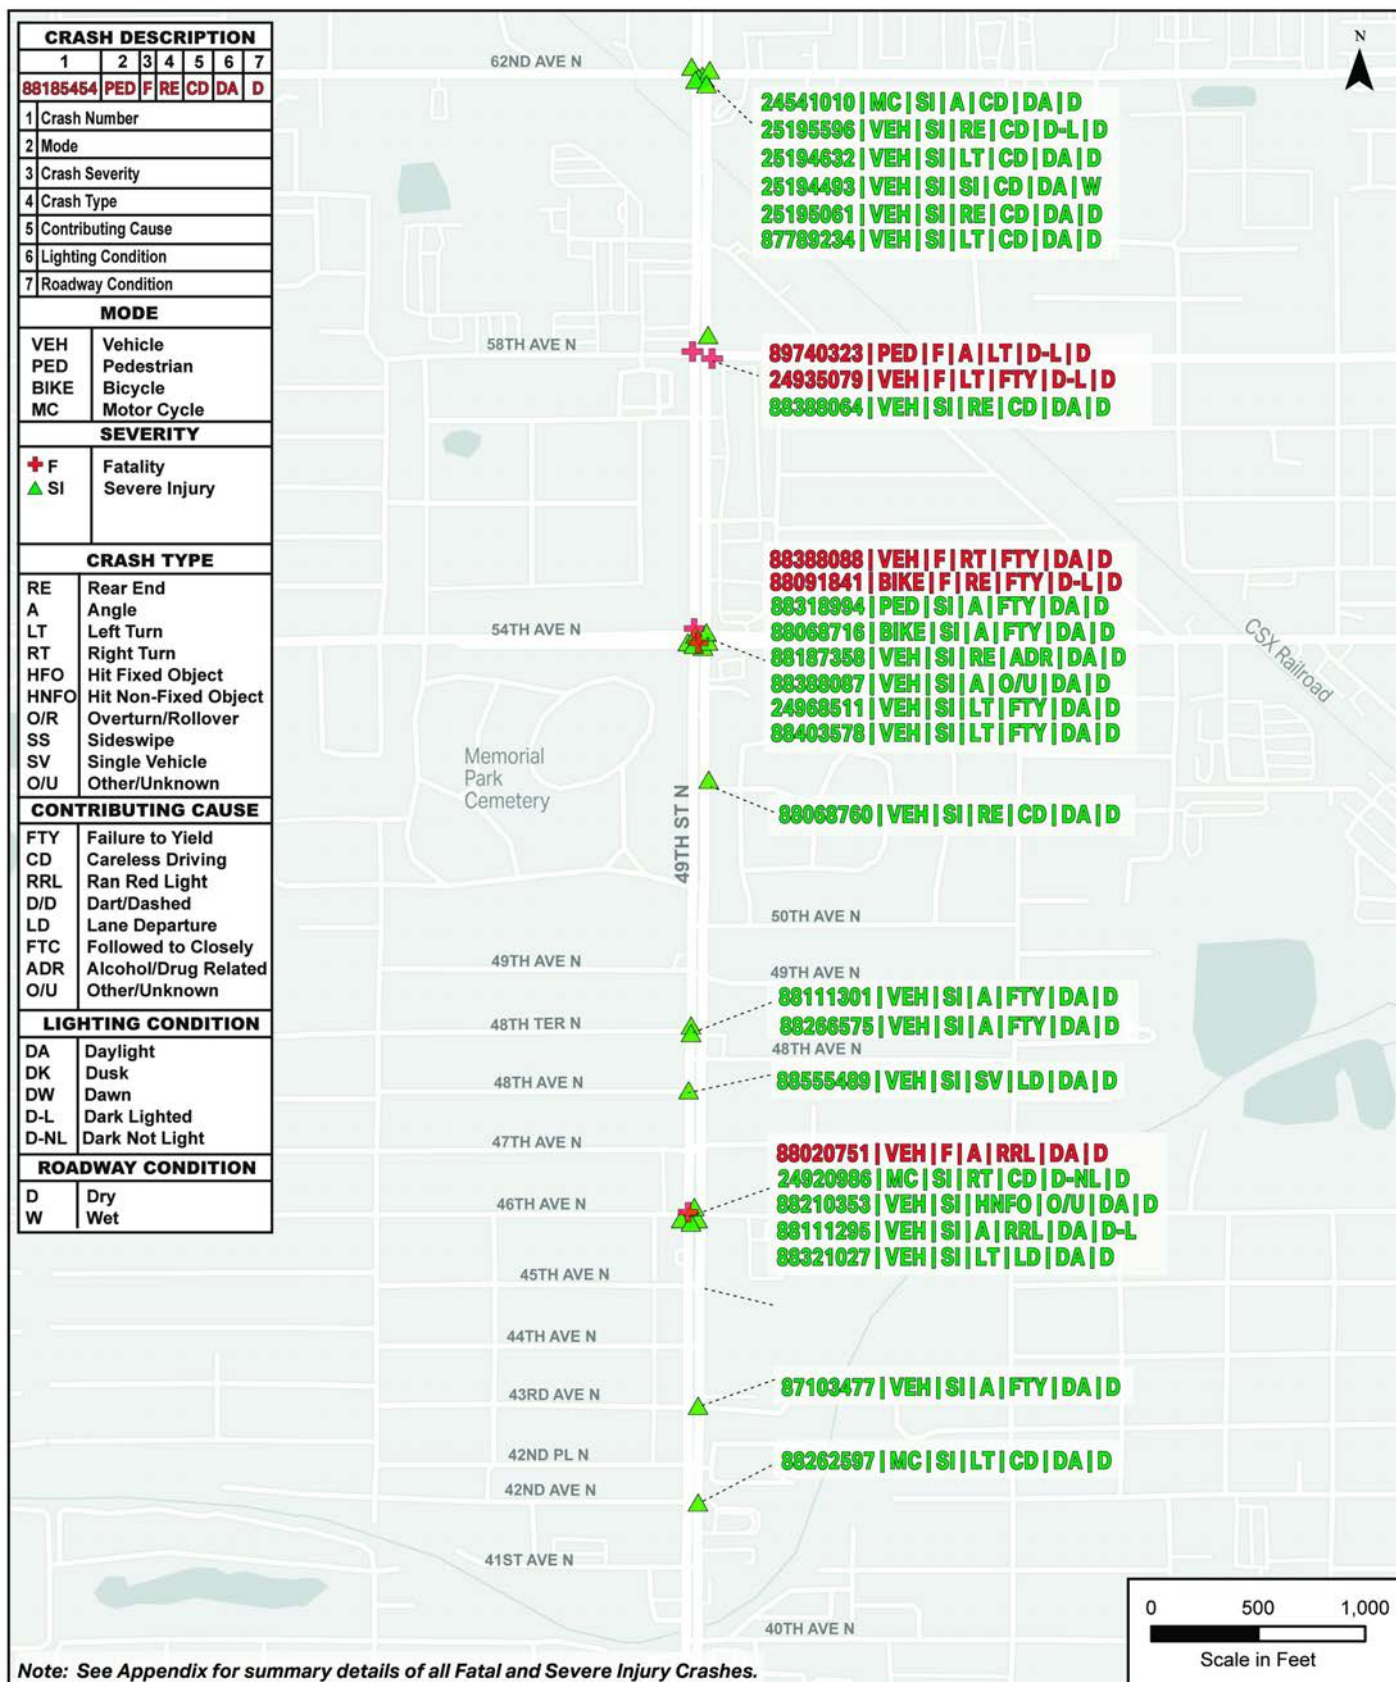 CRASH DESCRIPTION
1 2 3 4 5 6 7
88185454 PED F RE CD DA D
1 Crash Number
2 Mode
3 Crash Severity
4 Crash Type
5 Contributing Cause
6 Lighting Condition
7 Roadway Condition
MODE
VEH Vehicle
PED Pedestrian
BIKE Bicycle
MC Motor Cycle
SEVERITY
F Fatality
SI Severe Injury
CRASH TYPE
RE Rear End
A Angle
LT Left Turn
RT Right Turn
HFO Hit Fixed Object
HNFO Hit Non-Fixed Object
O/R Overturn/Rollover
SS Sideswipe
SV Single Vehicle
O/U Other/Unknown
CONTRIBUTING CAUSE
FTY Failure to Yield
CD Careless Driving
RRL Ran Red Light
D/D Dart/Dashed
LD Lane Departure
FTC Followed to Closely
ADR Alcohol/Drug Related
O/U Other/Unknown
LIGHTING CONDITION
DA Daylight
DK Dusk
DW Dawn
D-L Dark Lighted
D-NL Dark Not Light
ROADWAY CONDITION
D Dry
W Wet
N
62ND AVE N
24541010 | MC | SI | A | CD | DA | D
25195596 | VEH | SI | RE | CD | D-L | D
25194632 | VEH | SI | LT | CD | DA | D
25194493 | VEH | SI | SI | CD | DA | W
25195061 | VEH | SI | RE | CD | DA | D
87789234 | VEH | SI | LT | CD | DA | D
58TH AVE N
89740323 | PED | F | A | LT | D-L | D
24935079 | VEH | F | LT | FTY | D-L | D
88388064 | VEH | SI | RE | CD | DA | D
54TH AVE N
88388088 | VEH | F | RT | FTY | DA | D
88091841 | BIKE | F | RE | FTY | D-L | D
88318994 | PED | SI | A | FTY | DA | D
88068716 | BIKE | SI | A | FTY | DA | D
88187358 | VEH | SI | RE | ADR | DA | D
88388087 | VEH | SI | A | O/U | DA | D
24968511 | VEH | SI | LT | FTY | DA | D
88403578 | VEH | SI | LT | FTY | DA | D
CSX Railroad
Memorial
Park
Cemetery
49TH ST N
88068760 | VEH | SI | RE | CD | DA | D
50TH AVE N
49TH AVE N
49TH AVE N
88111301 | VEH | SI | A | FTY | DA | D
88266575 | VEH | SI | A | FTY | DA | D
48TH TER N
48TH AVE N
48TH AVE N
88555489 | VEH | SI | SV | LD | DA | D
47TH AVE N
88020751 | VEH | F | A | RRL | DA | D
24920986 | MC | SI | RT | CD | D-NL | D
88210353 | VEH | SI | HNFO | O/U | DA | D
88111295 | VEH | SI | A | RRL | DA | D-L
88321027 | VEH | SI | LT | LD | DA | D
46TH AVE N
45TH AVE N
44TH AVE N
43RD AVE N
87103477 | VEH | SI | A | FTY | DA | D
42ND PL N
88262597 | MC | SI | LT | CD | DA | D
42ND AVE N
41ST AVE N
40TH AVE N
0 500 1,000
Scale in Feet
Note: See Appendix for summary details of all Fatal and Severe Injury Crashes.